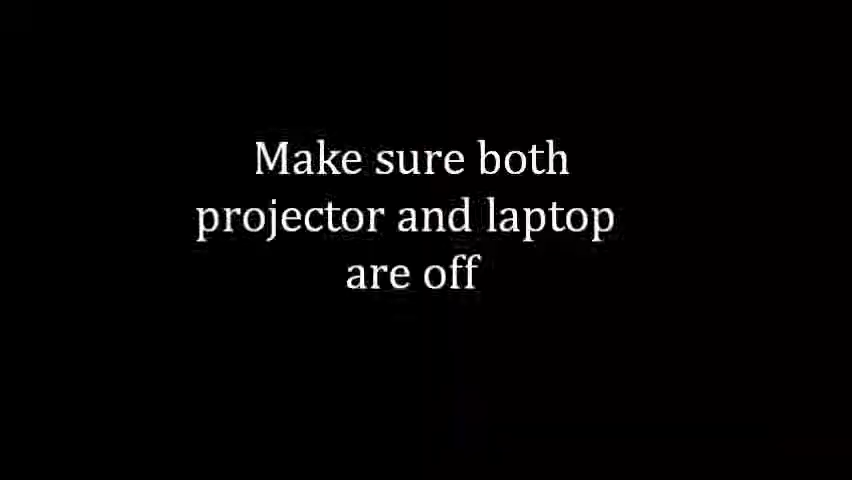 Make sure both
projector and laptop
are off